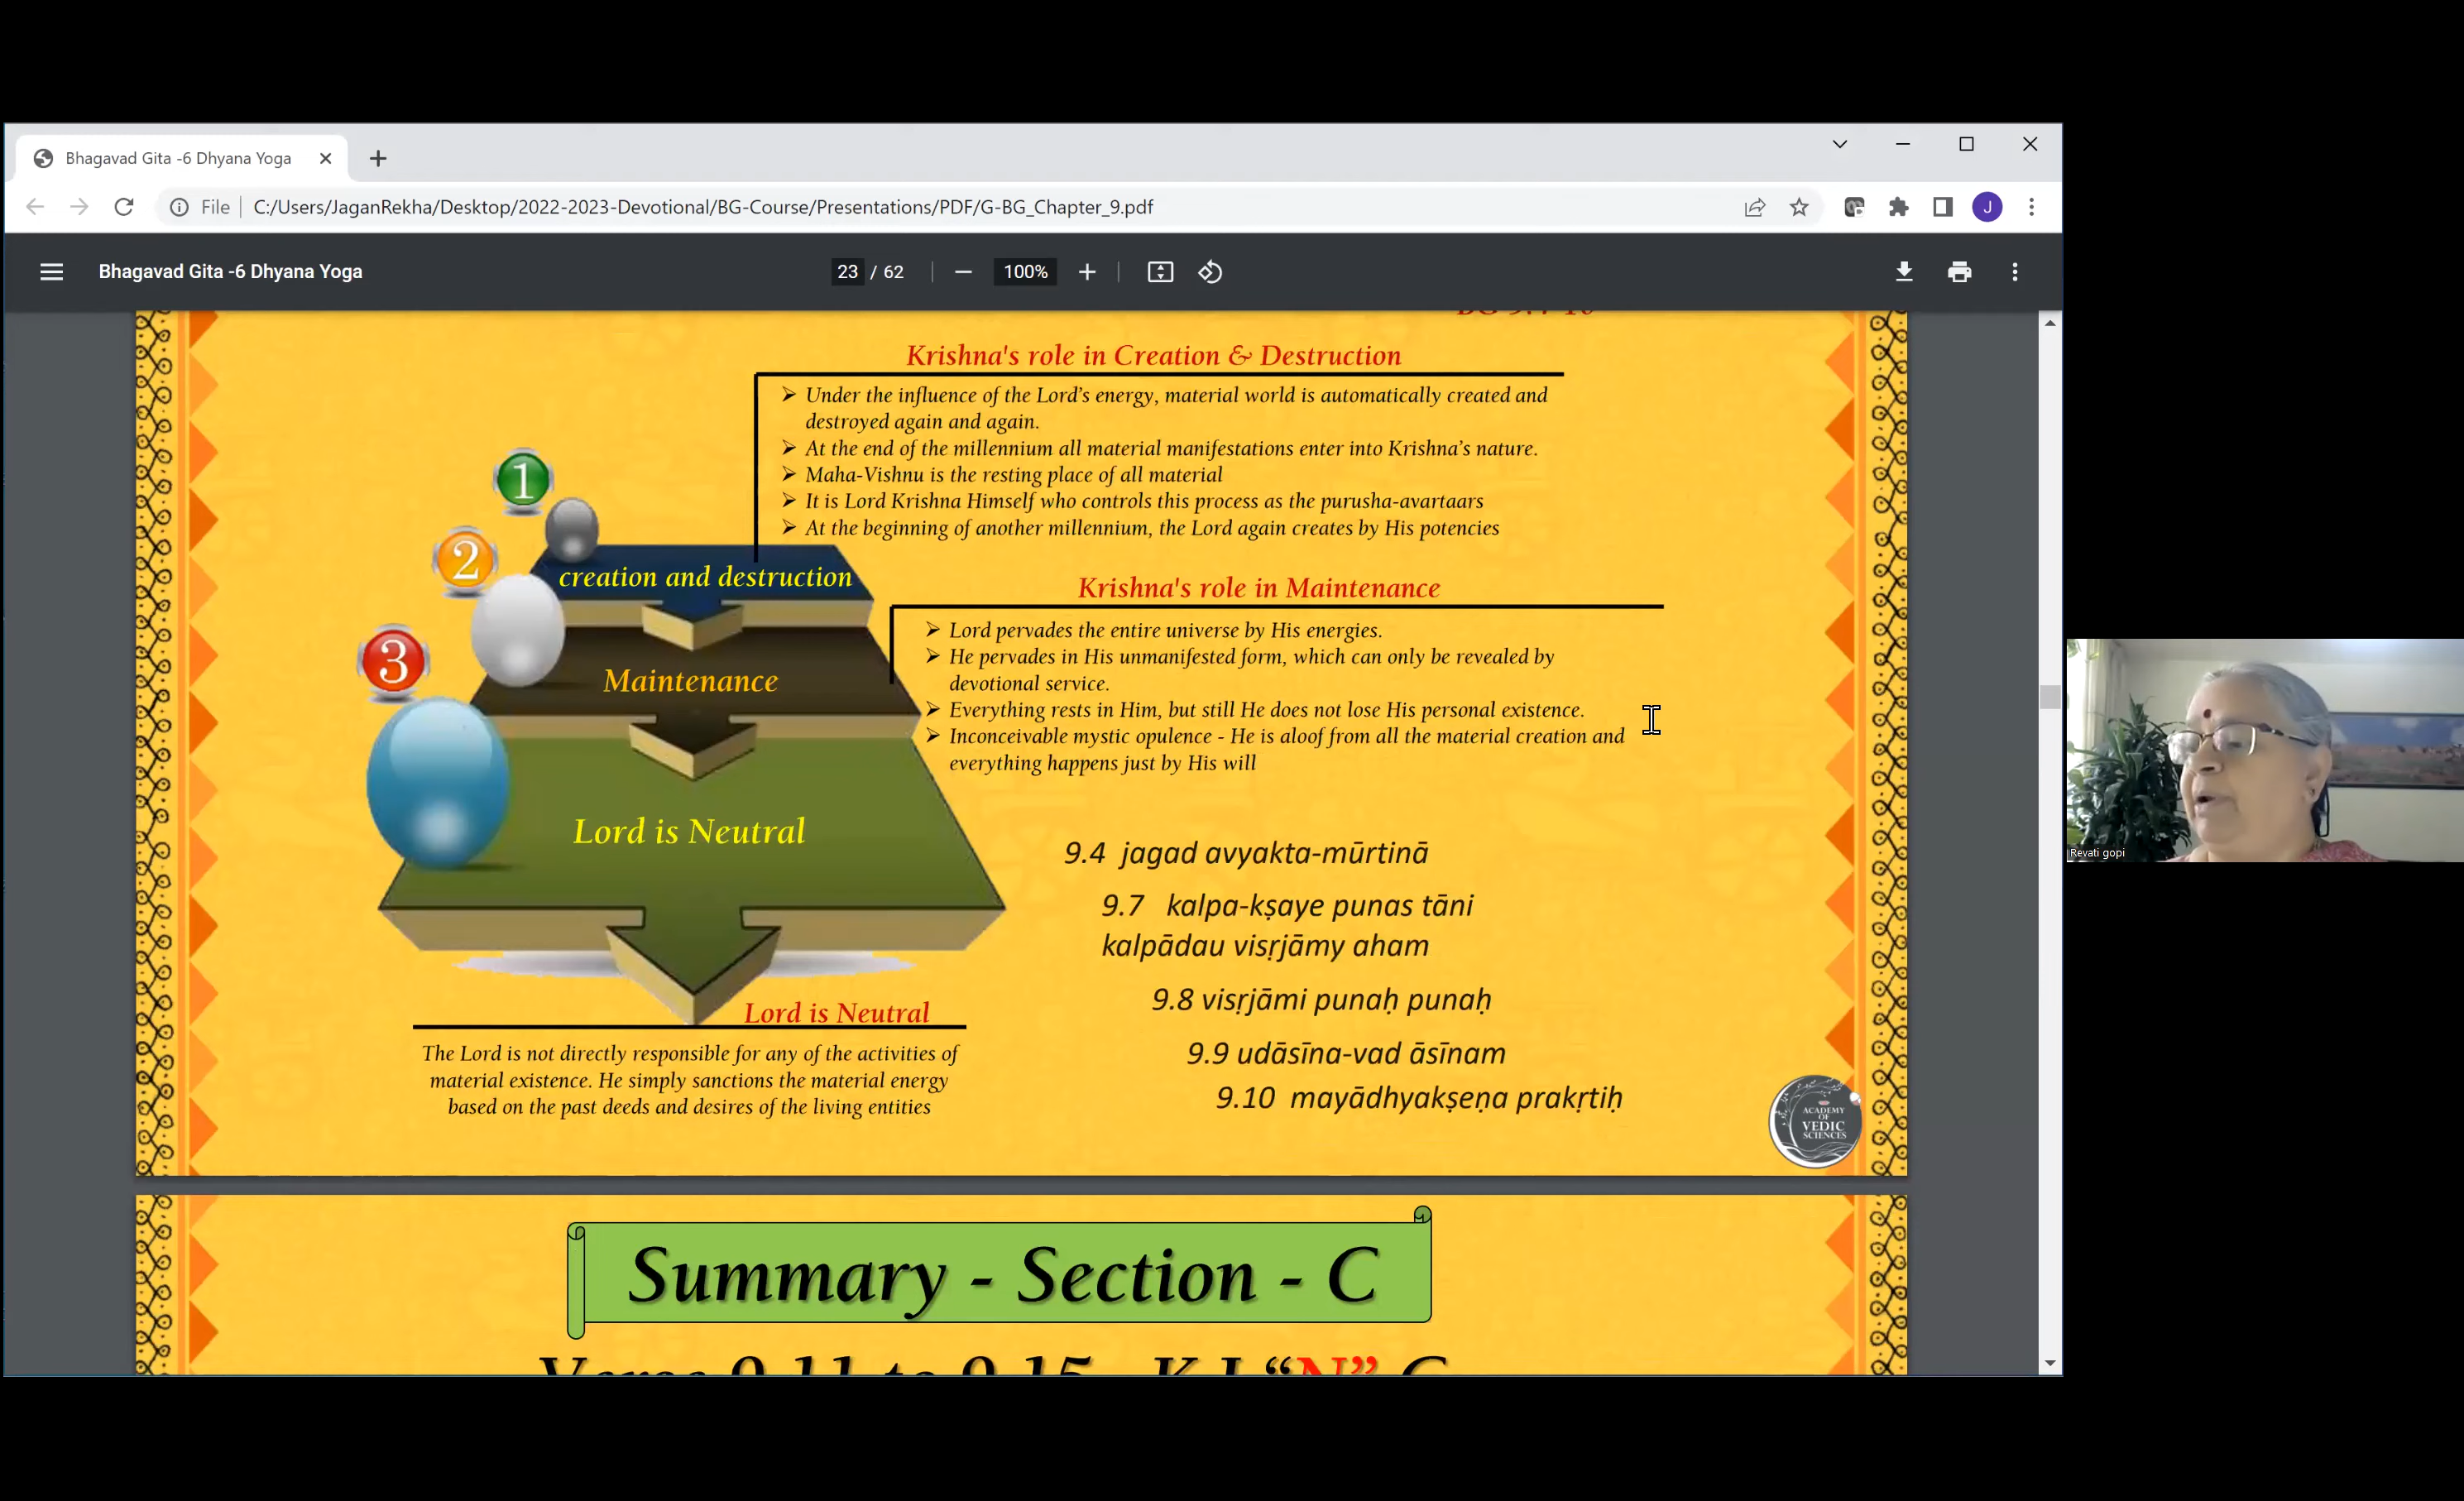 Bhagavad Gita -6 Dhyana Yoga
File
C:/Users/JaganRekha/Desktop/2022-2023-Devotional/BG-Course/Presentations/PDF/G-BG_Chapter_9.pdf
J
Bhagavad Gita -6 Dhyana Yoga
23 / 62
100%
Krishna's role in Creation & Destruction
➢ Under the influence of the Lord's energy, material world is automatically created and
destroyed again and again.
➢ At the end of the millennium all material manifestations enter into Krishna's nature.
➢ Maha-Vishnu is the resting place of all material
➢ It is Lord Krishna Himself who controls this process as the purusha-avartaars
➢ At the beginning of another millennium, the Lord again creates by His potencies
1
2
3
creation and destruction
Maintenance
Lord is Neutral
Krishna's role in Maintenance
➢ Lord pervades the entire universe by His energies.
➢ He pervades in His unmanifested form, which can only be revealed by
devotional service.
➢ Everything rests in Him, but still He does not lose His personal existence.
➢ Inconceivable mystic opulence - He is aloof from all the material creation and
everything happens just by His will
9.4 jagad avyakta-mūrtinā
9.7 kalpa-kṣaye punas tāni
kalpādau visṛjāmy aham
9.8 visṛjāmi punaḥ punaḥ
9.9 udāsīna-vad āsīnam
9.10 mayādhyakṣeṇa prakṛtiḥ
Lord is Neutral
The Lord is not directly responsible for any of the activities of
material existence. He simply sanctions the material energy
based on the past deeds and desires of the living entities
ACADEMY
OF
VEDIC
SCIENCES
Revati gopi
Summary - Section - C
Verse 9.11 to 9.15